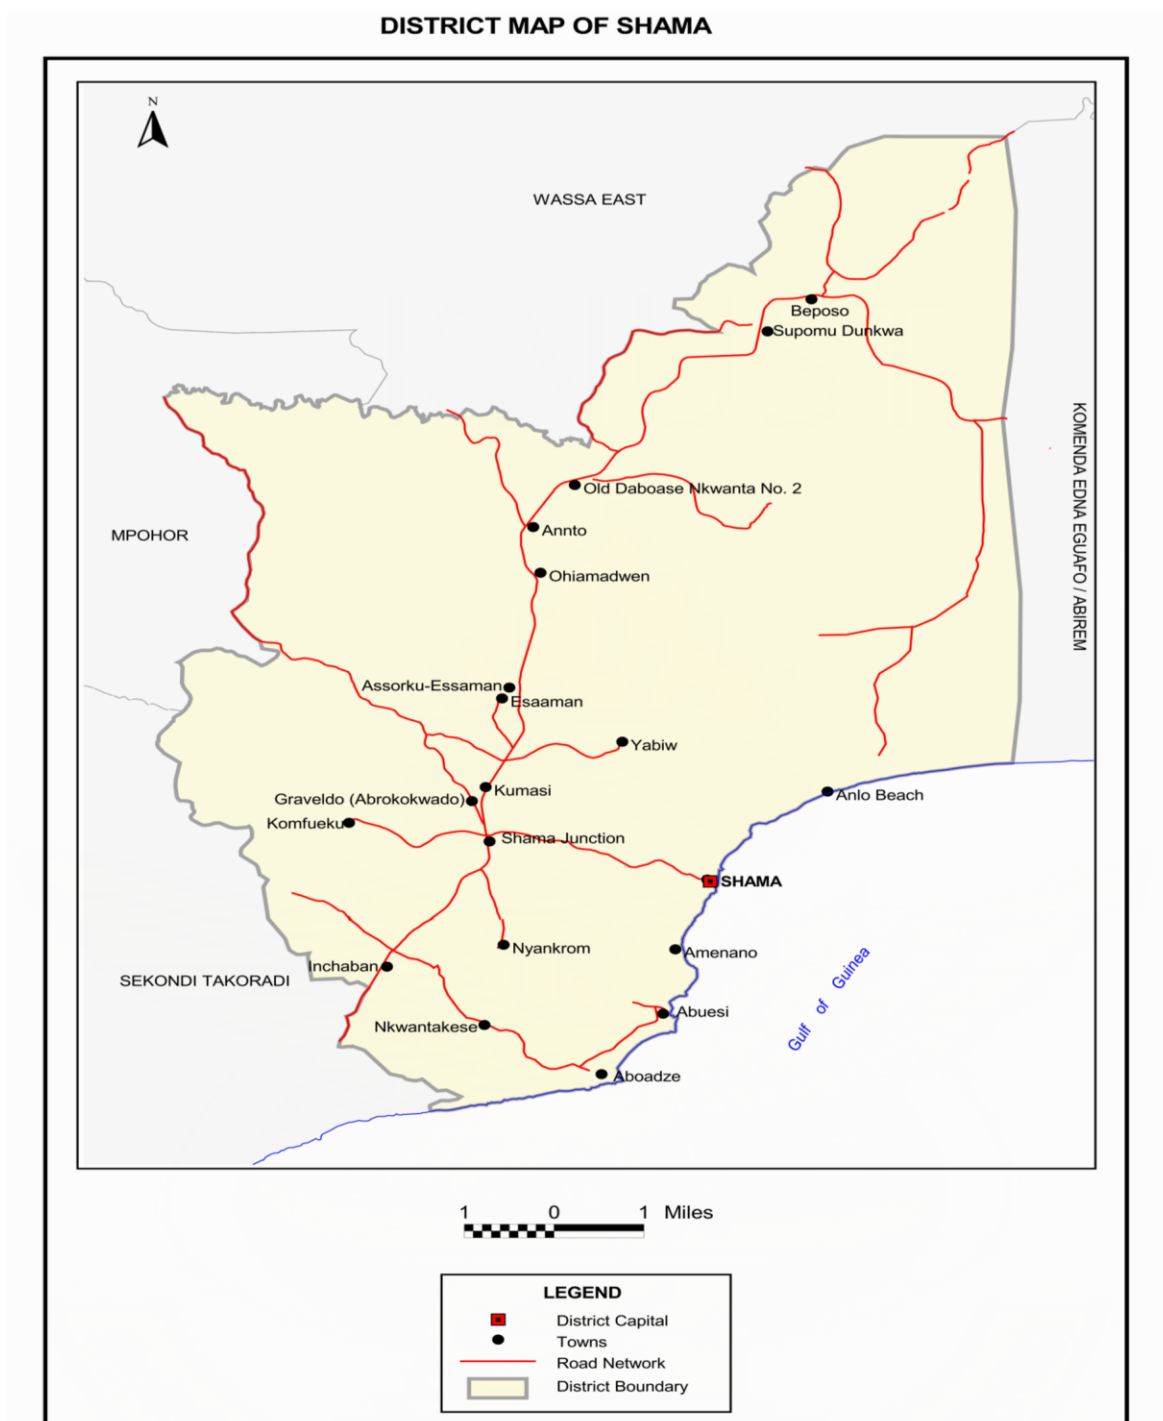 DISTRICT MAP OF SHAMA
N
WASSA EAST
Beposo
Supomu Dunkwa
KOMENDA EDNA EGUAFO / ABIREM
Old Daboase Nkwanta No. 2
MPOHOR
Annto
Ohiamadwen
Assorku-Essaman
Esaaman
Yabiw
Kumasi
Anlo Beach
Graveldo (Abrokokwado)
Komfueku
Shama Junction
SHAMA
Nyankrom
Amenano
Inchaban
SEKONDI TAKORADI
Gulf of Guinea
Abuesi
Nkwantakese
Aboadze
1 0 1 Miles
LEGEND
District Capital
Towns
Road Network
District Boundary